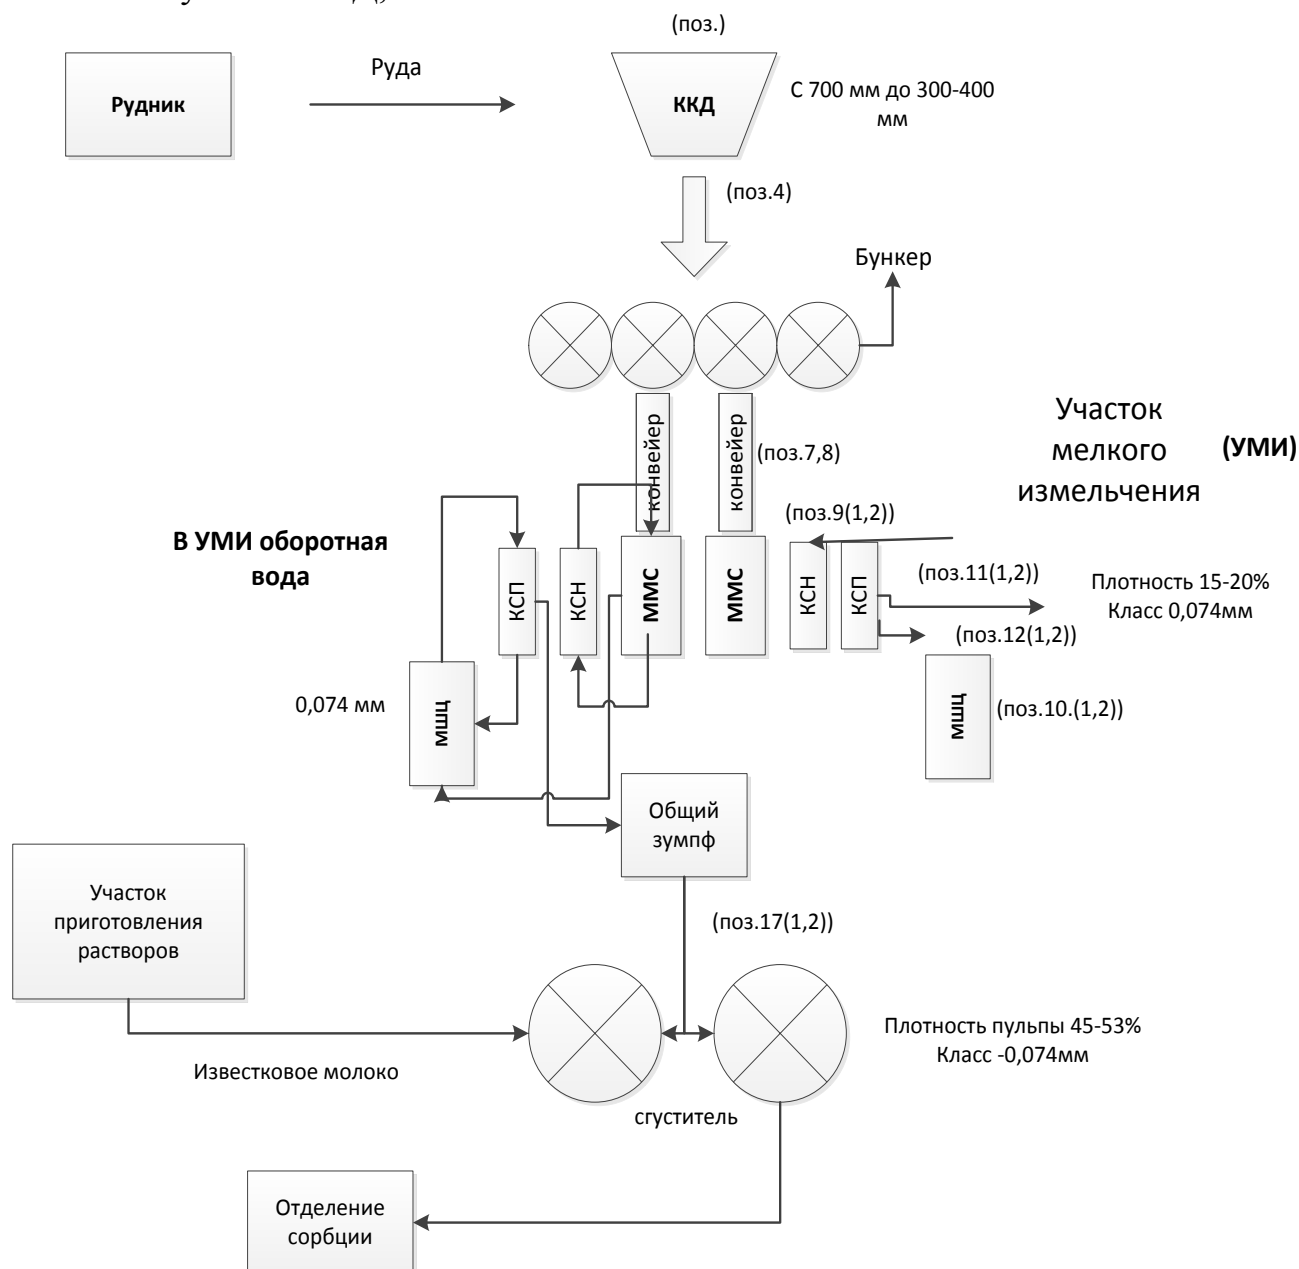 (поз.)
Рудник
Руда
ККД
С 700 мм до 300-400
мм
(поз.4)
Бункер
конвейер
конвейер
(поз.7,8)
Участок
мелкого
измельчения
(УМИ)
(поз.9(1,2))
В УМИ оборотная
вода
КСП
КСН
ММС
ММС
КСН
КСП
(поз.11(1,2))
Плотность 15-20%
Класс 0,074мм
(поз.12(1,2))
0,074 мм
МШЦ
МШЦ
(поз.10.(1,2))
Общий
зумпф
Участок
приготовления
растворов
(поз.17(1,2))
Плотность пульпы 45-53%
Класс -0,074мм
Известковое молоко
сгуститель
Отделение
сорбции